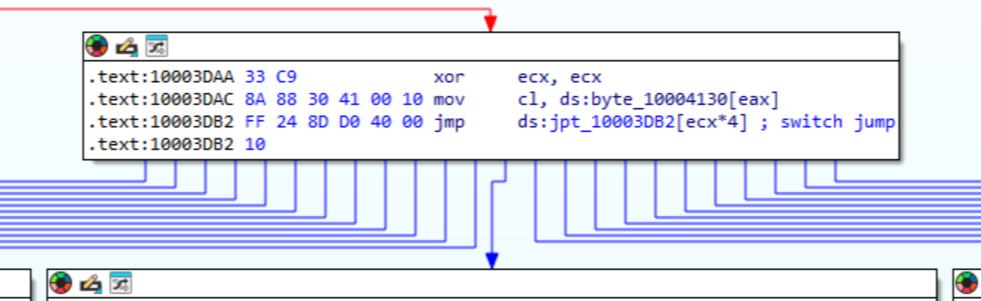 .text:10003DAA 33 C9 xor ecx, ecx
.text:10003DAC 8A 88 30 41 00 10 mov cl, ds:byte_10004130[eax]
.text:10003DB2 FF 24 8D D0 40 00 jmp ds:jpt_10003DB2[ecx*4] ; switch jump
.text:10003DB2 10